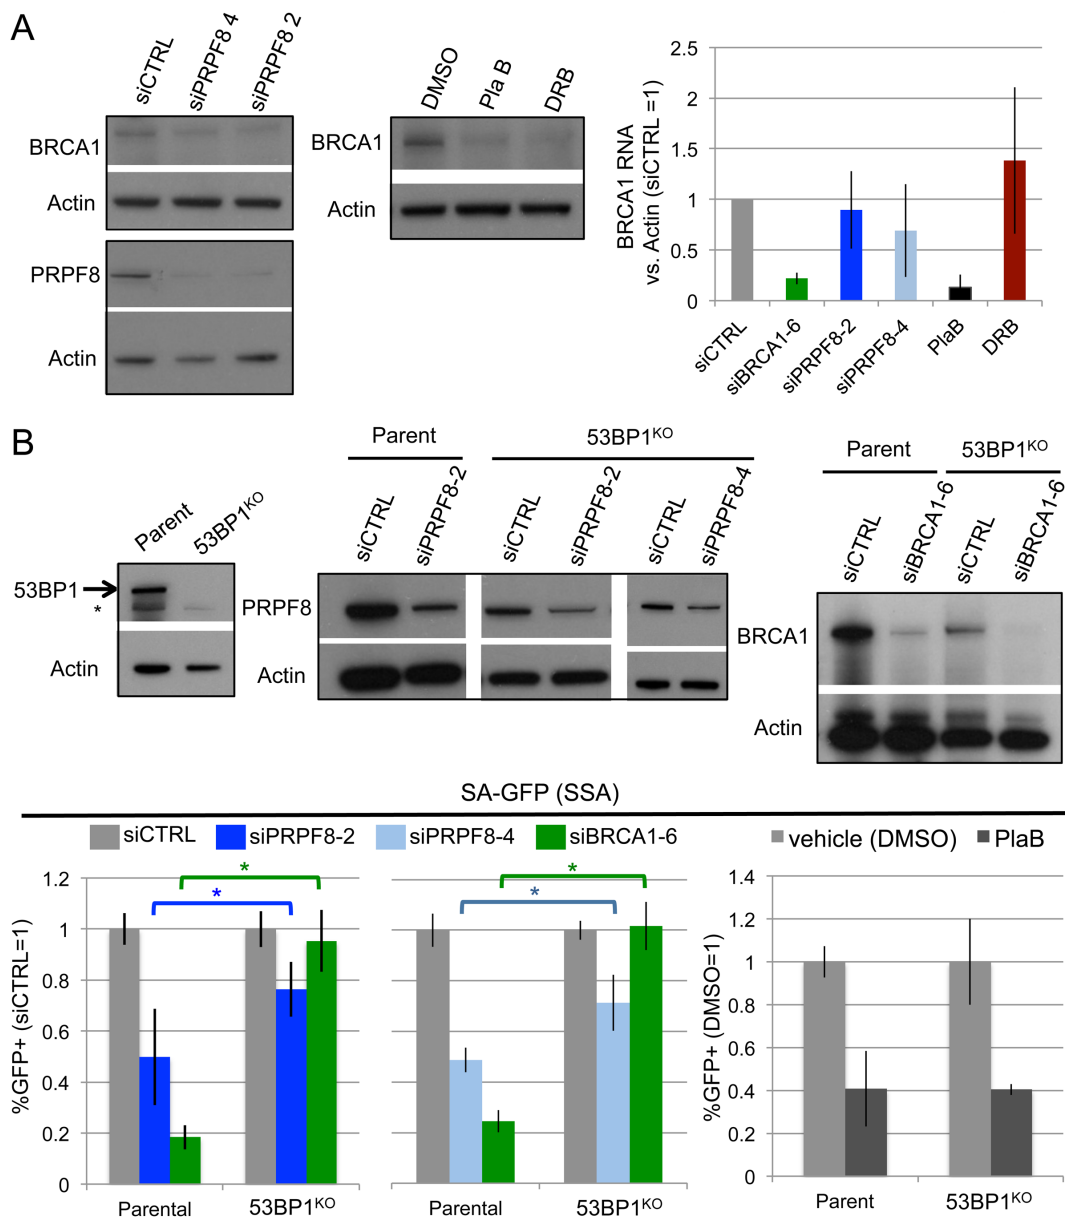 A
siCTRL
siPRPF8 4
siPRPF8 2
BRCA1
Actin
PRPF8
Actin
DMSO
Pla B
DRB
BRCA1
Actin
BRCA1 RNA
vs. Actin (siCTRL =1)
2.5
2
1.5
1
0.5
0
siCTRL
siBRCA1-6
siPRPF8-2
siPRPF8-4
PlaB
DRB
B
Parent
53BP1KO
53BP1
*
Actin
Parent
53BP1KO
siCTRL
siPRPF8-2
siCTRL
siPRPF8-2
siCTRL
siPRPF8-4
PRPF8
Actin
Parent
53BP1KO
siCTRL
siBRCA1-6
siCTRL
siBRCA1-6
BRCA1
Actin
SA-GFP (SSA)
siCTRL siPRPF8-2 siPRPF8-4 siBRCA1-6
vehicle (DMSO) PlaB
%GFP+ (siCTRL=1)
1.2
1
0.8
0.6
0.4
0.2
0
*
*
Parental 53BP1KO
*
*
Parental 53BP1KO
%GFP+ (DMSO=1)
1.4
1.2
1
0.8
0.6
0.4
0.2
0
Parent 53BP1KO